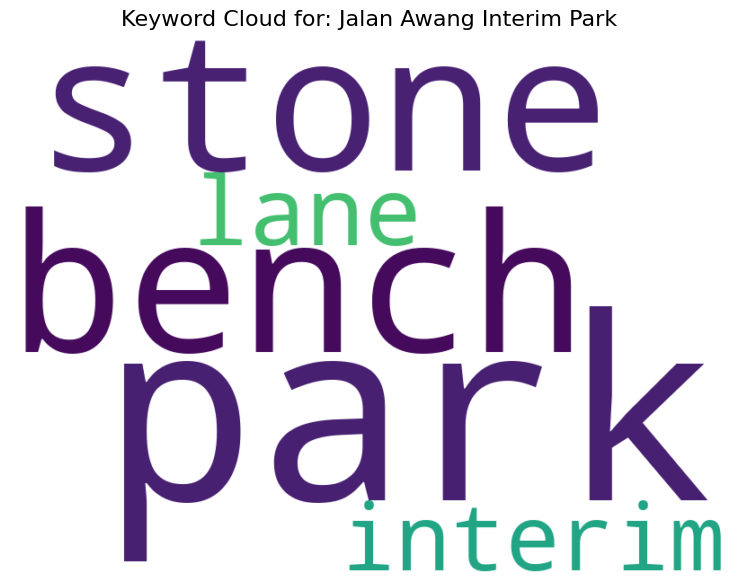 Keyword Cloud for: Jalan Awang Interim Park
stone
lane
bench
park
interim